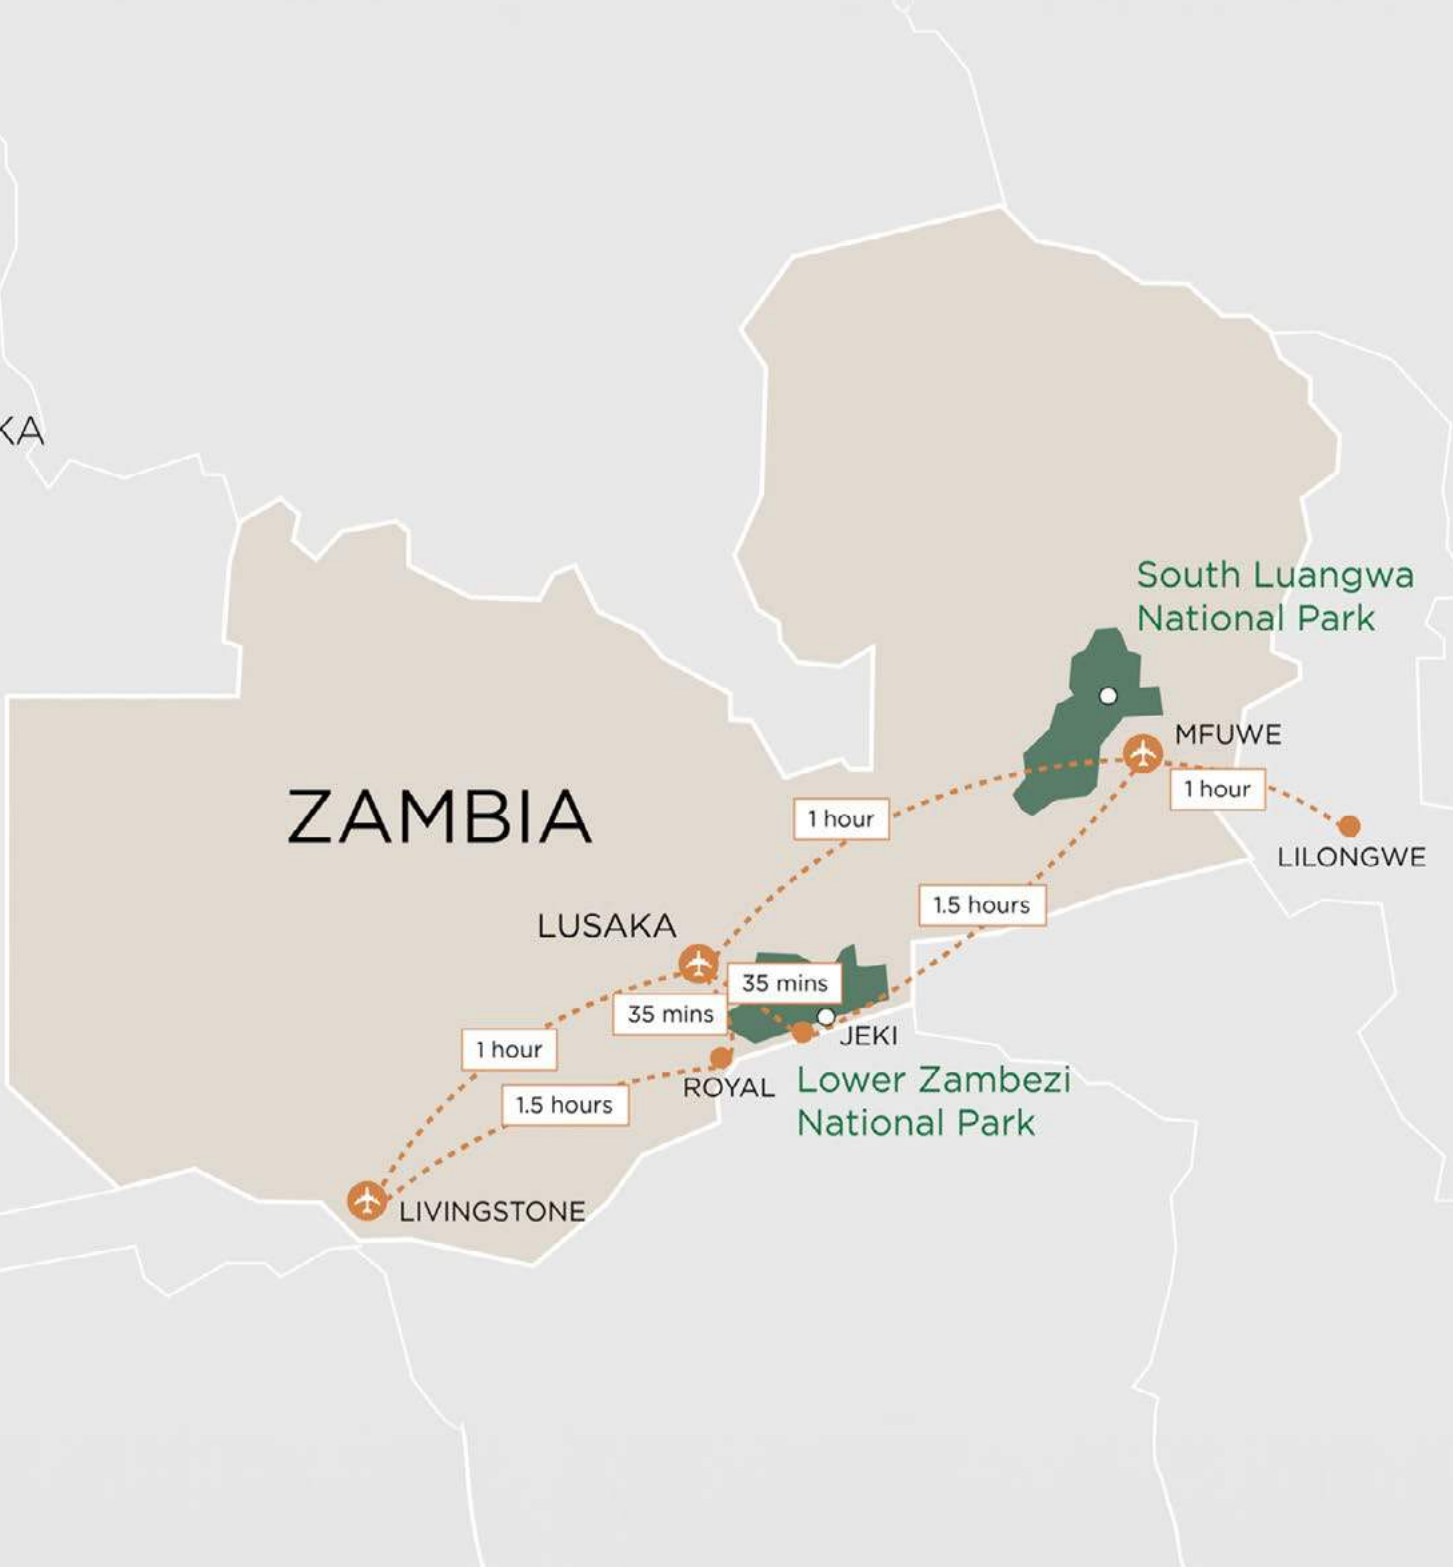 KA
South Luangwa
National Park
MFUWE
1 hour
ZAMBIA
1 hour
LILONGWE
1.5 hours
LUSAKA
35 mins
35 mins
JEKI
1 hour
ROYAL
Lower Zambezi
National Park
1.5 hours
LIVINGSTONE